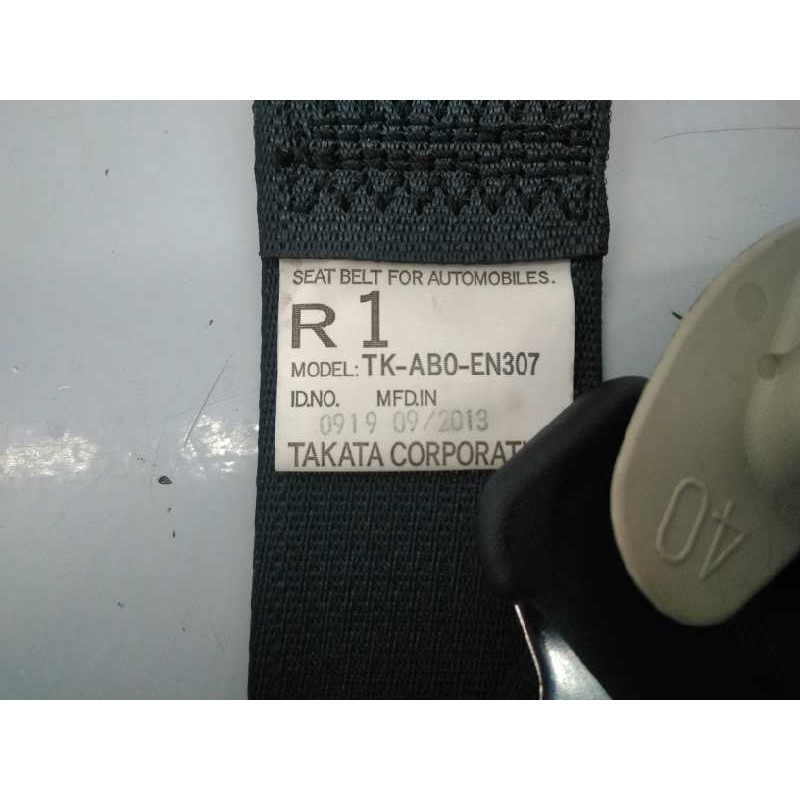 SEAT BELT FOR AUTOMOBILES.
R 1
MODEL: TK-AB0-EN307
ID.NO. MFD.IN
0919 09/2013
TAKATA CORPORATI
40